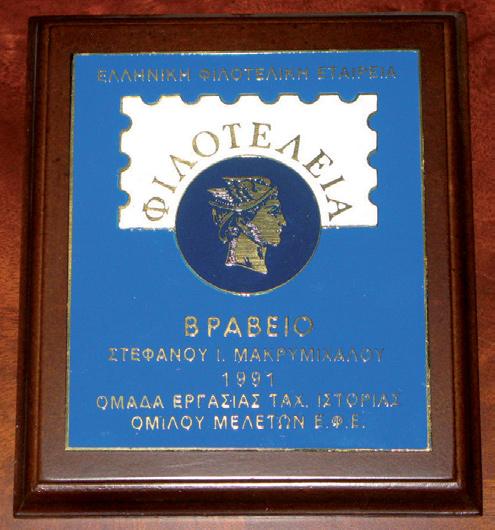 ΕΛΛΗΝΙΚΗ ΦΙΛΟΤΕΛΙΚΗ ΕΤΑΙΡΕΙΑ
ΦΙΛΟΤΕΛΕΙΑ
ΒΡΑΒΕΙΟ
ΣΤΕΦΑΝΟΥ Ι. ΜΑΚΡΥΜΙΧΑΛΟΥ
1991
ΟΜΑΔΑ ΕΡΓΑΣΙΑΣ ΤΑΧ. ΙΣΤΟΡΙΑΣ
ΟΜΙΛΟΥ ΜΕΛΕΤΩΝ Ε.Φ.Ε.